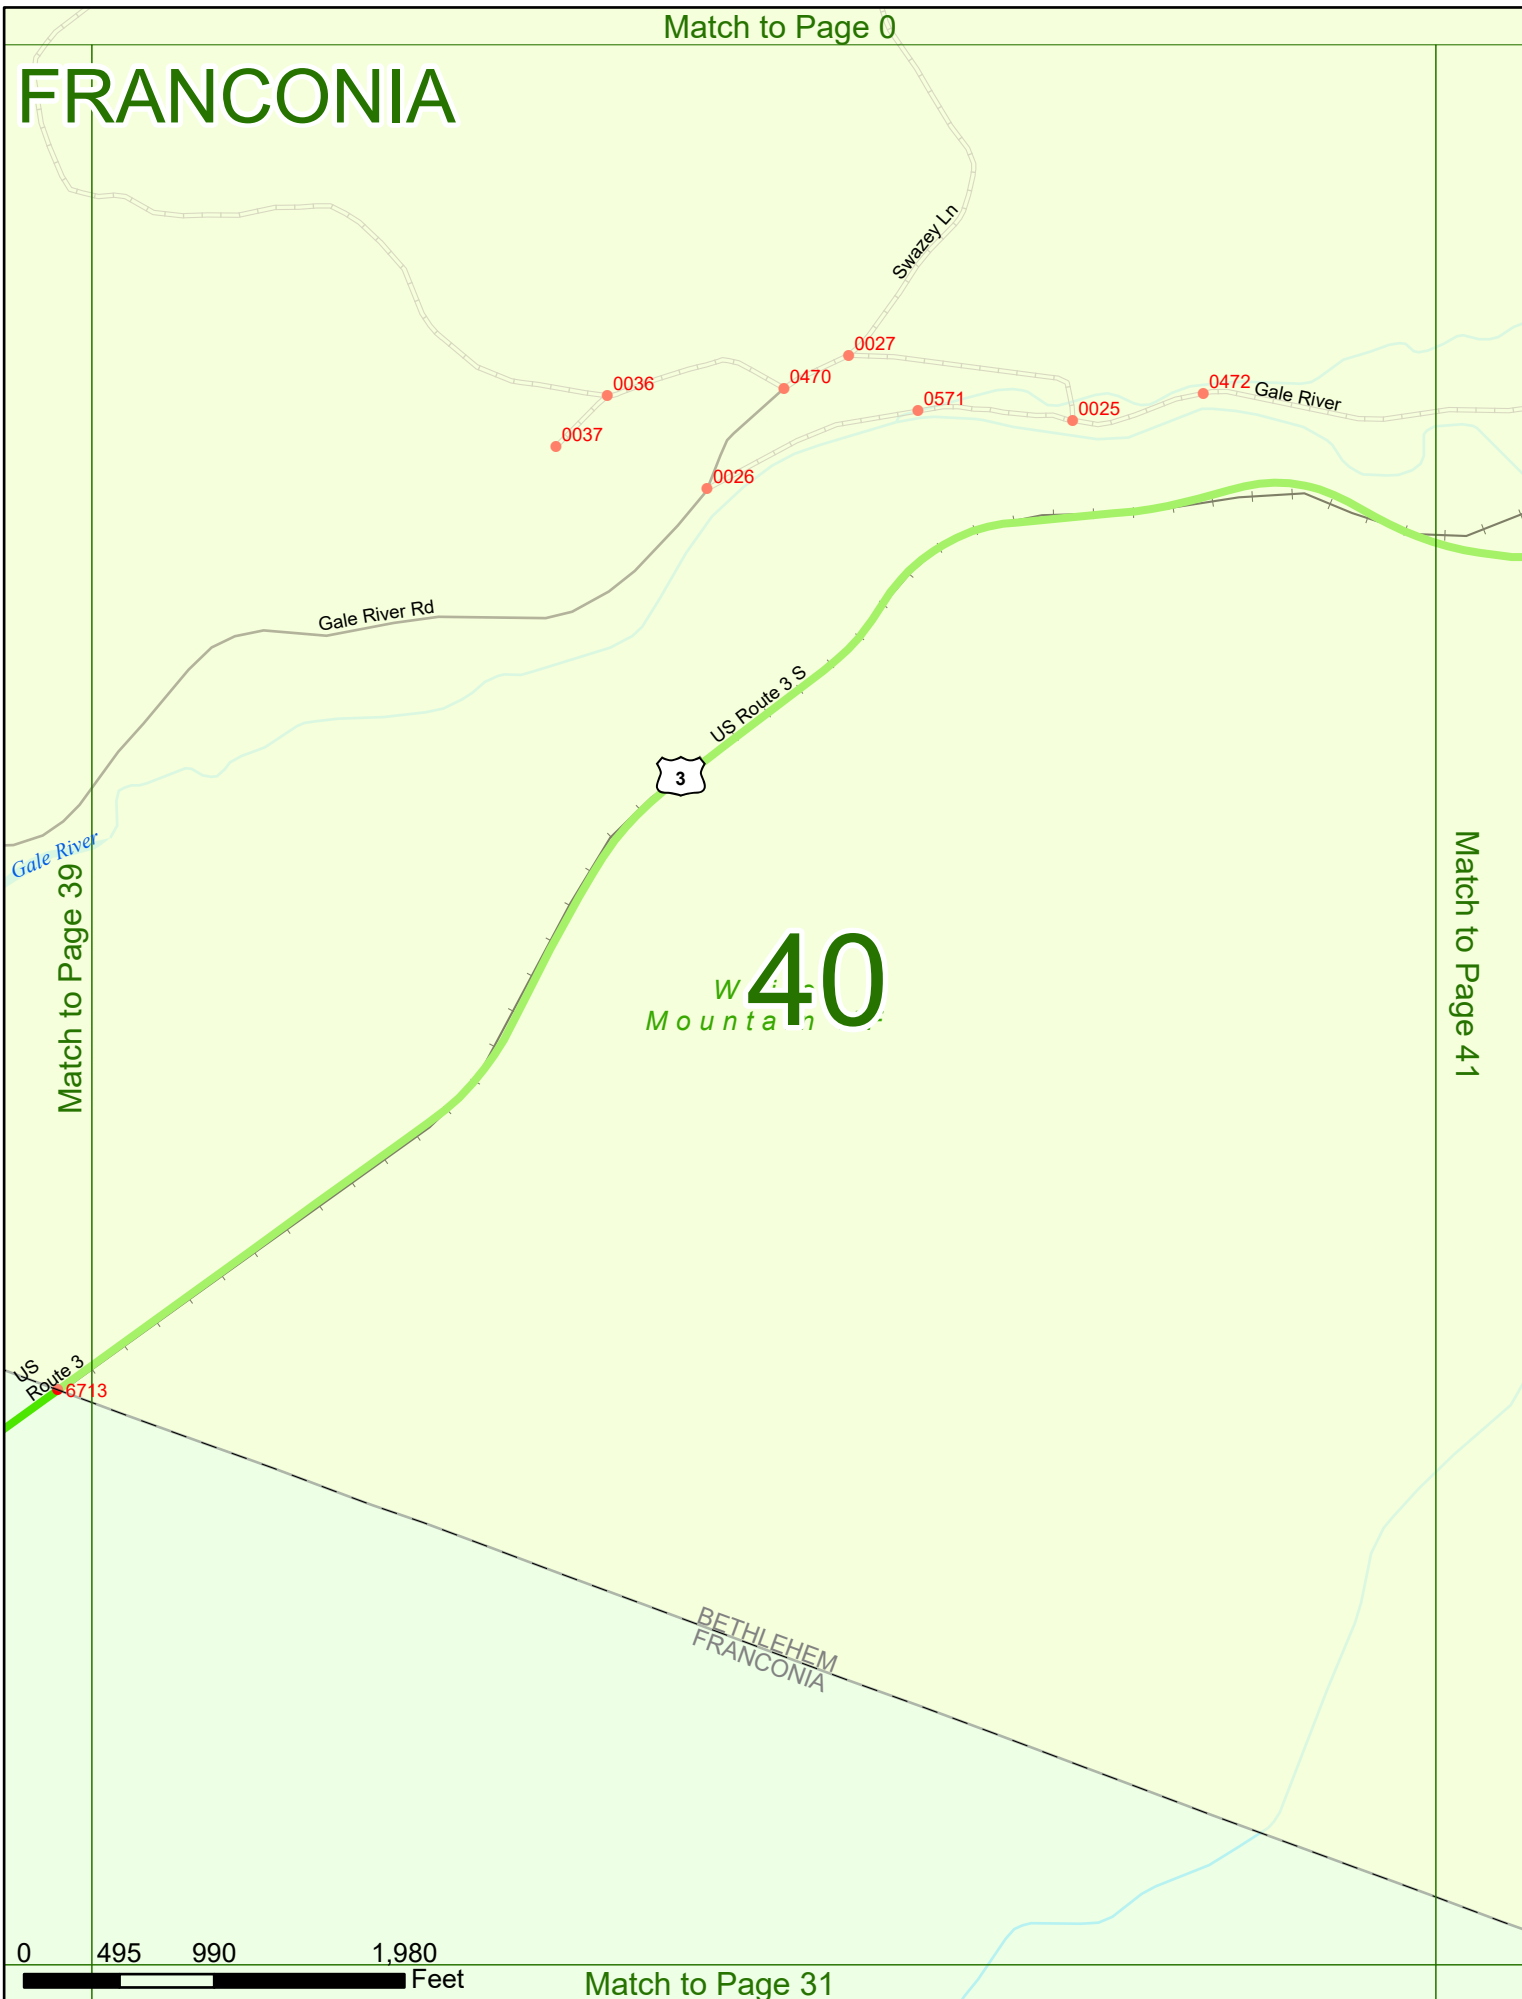 Match to Page 0
FRANCONIA
Swazey Ln
0027
0036
0470
0472
Gale River
0571
0025
0037
0026
Gale River Rd
US Route 3 S
3
Gale River
Match to Page 39
Match to Page 41
40
US
Route 3
6713
BETHLEHEM
FRANCONIA
0 495 990 1,980
Feet
Match to Page 31